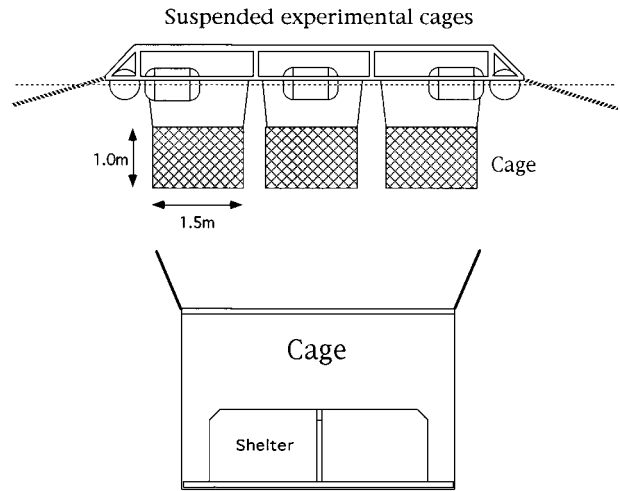 Suspended experimental cages
1.0m
Cage
1.5m
Cage
Shelter